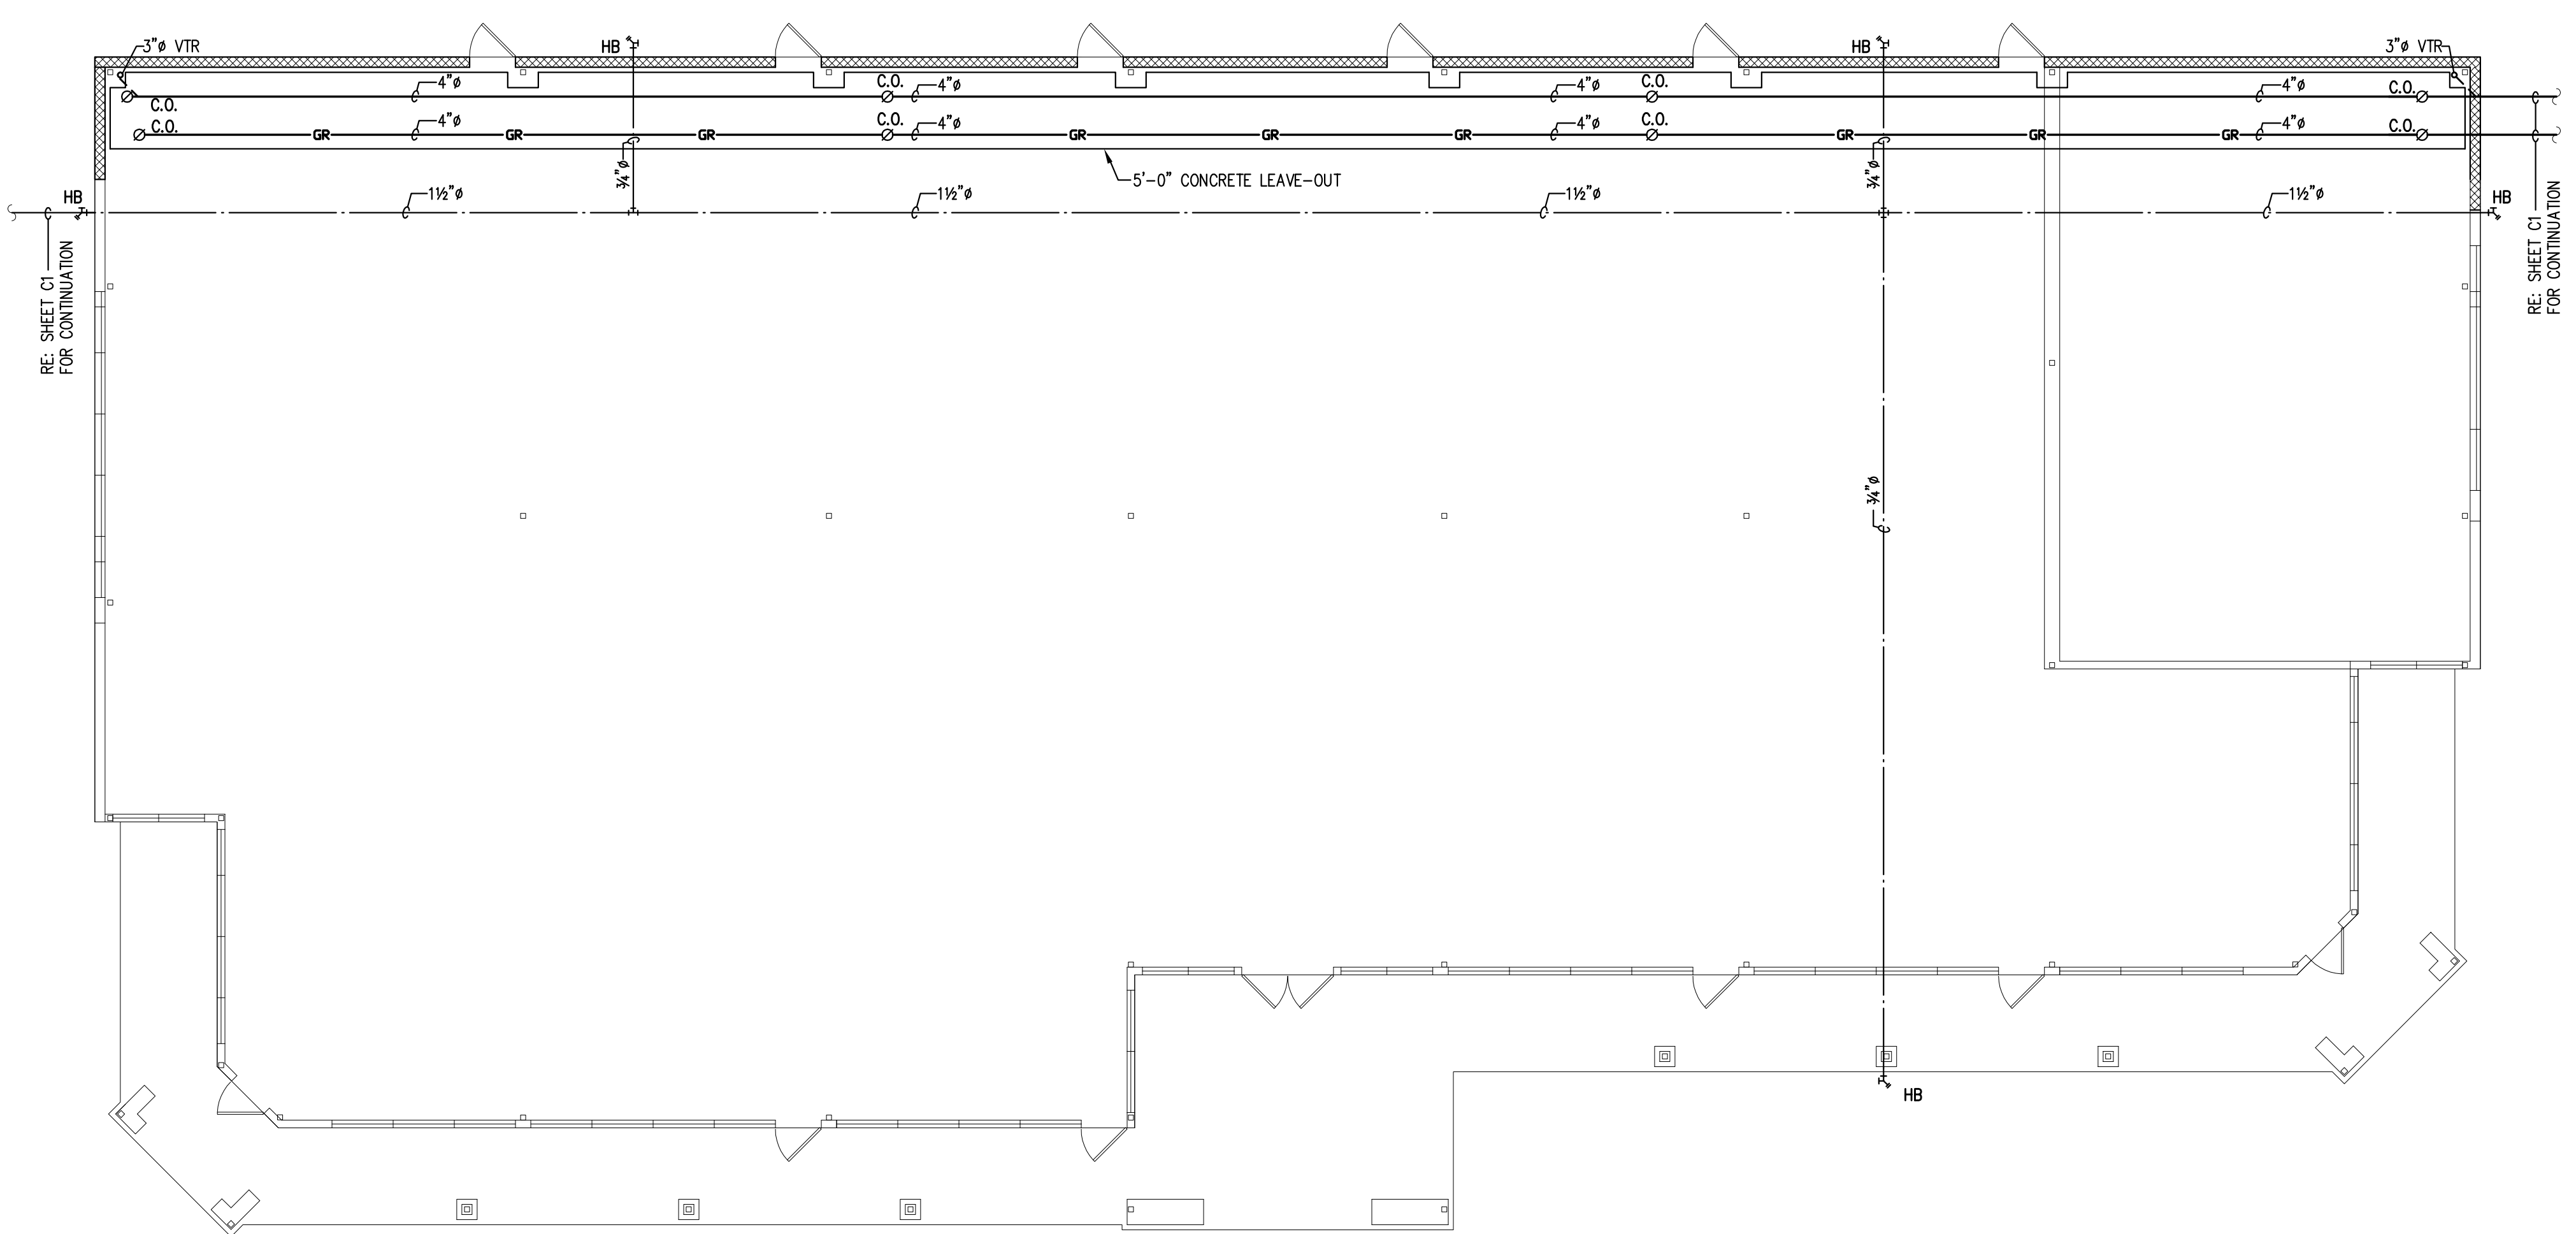 3"ø VTR
HB
HB
3"ø VTR
4"ø
C.O.
4"ø
C.O.
4"ø
4"ø
C.O.
C.O.
C.O.
GR
4"ø
GR
GR
C.O.
4"ø
GR
GR
GR
4"ø
C.O.
GR
GR
GR
4"ø
C.O.
¾"ø
¾"ø
5'-0" CONCRETE LEAVE-OUT
HB
1½"ø
1½"ø
1½"ø
1½"ø
HB
RE: SHEET C1
FOR CONTINUATION
RE: SHEET C1
FOR CONTINUATION
¾"ø
HB